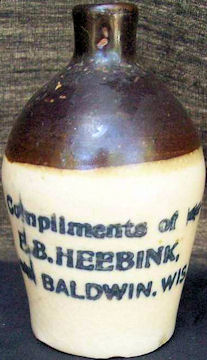 Compliments of
B.B. HEEBINK,
BALDWIN, WIS